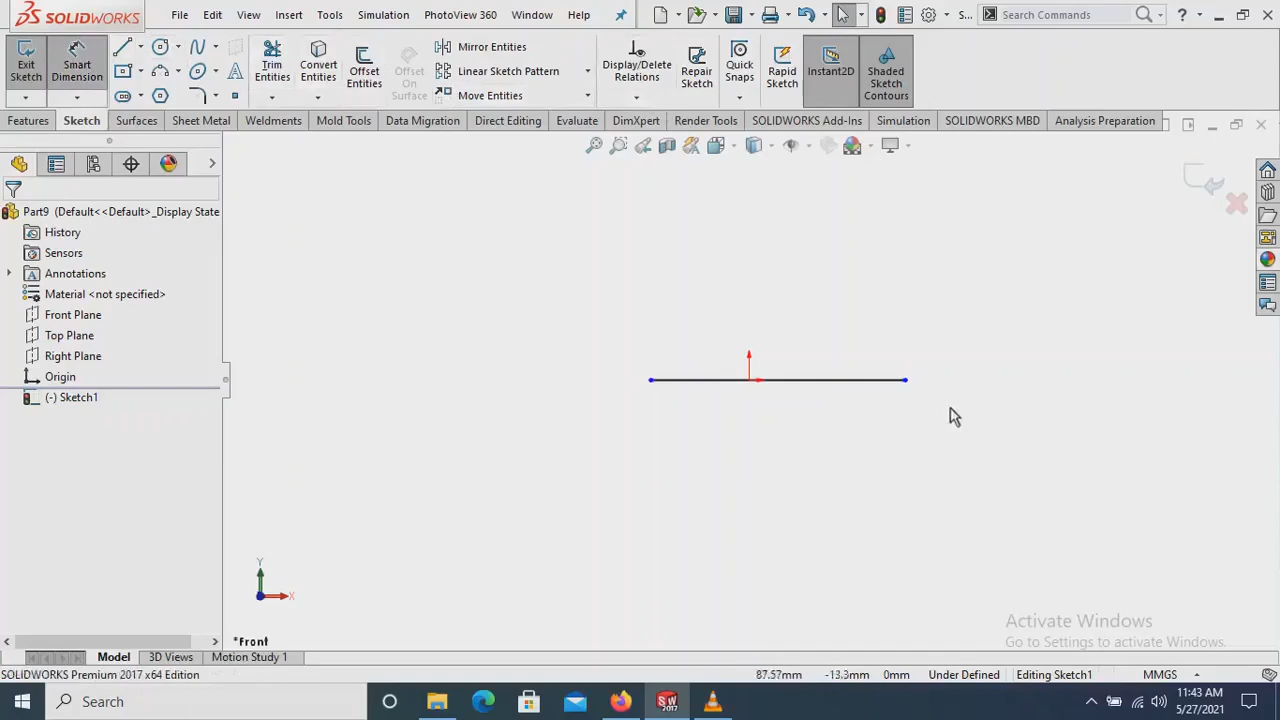 SOLIDWORKS File Edit View Insert Tools Simulation PhotoView 360 Window Help S... Search Commands ?
Exit Sketch Smart Dimension Trim Entities Convert Entities Offset Entities Offset On Surface Mirror Entities Linear Sketch Pattern Move Entities Display/Delete Relations Repair Sketch Quick Snaps Rapid Sketch Instant2D Shaded Sketch Contours
Features Sketch Surfaces Sheet Metal Weldments Mold Tools Data Migration Direct Editing Evaluate DimXpert Render Tools SOLIDWORKS Add-Ins Simulation SOLIDWORKS MBD Analysis Preparation
Part9 (Default<<Default>_Display State
History
Sensors
Annotations
Material <not specified>
Front Plane
Top Plane
Right Plane
Origin
(-) Sketch1
Y
X
*Front
Activate Windows
Go to Settings to activate Windows.
Model 3D Views Motion Study 1
SOLIDWORKS Premium 2017 x64 Edition 87.57mm -13.3mm 0mm Under Defined Editing Sketch1 MMGS
Search SW 2017 11:43 AM
5/27/2021